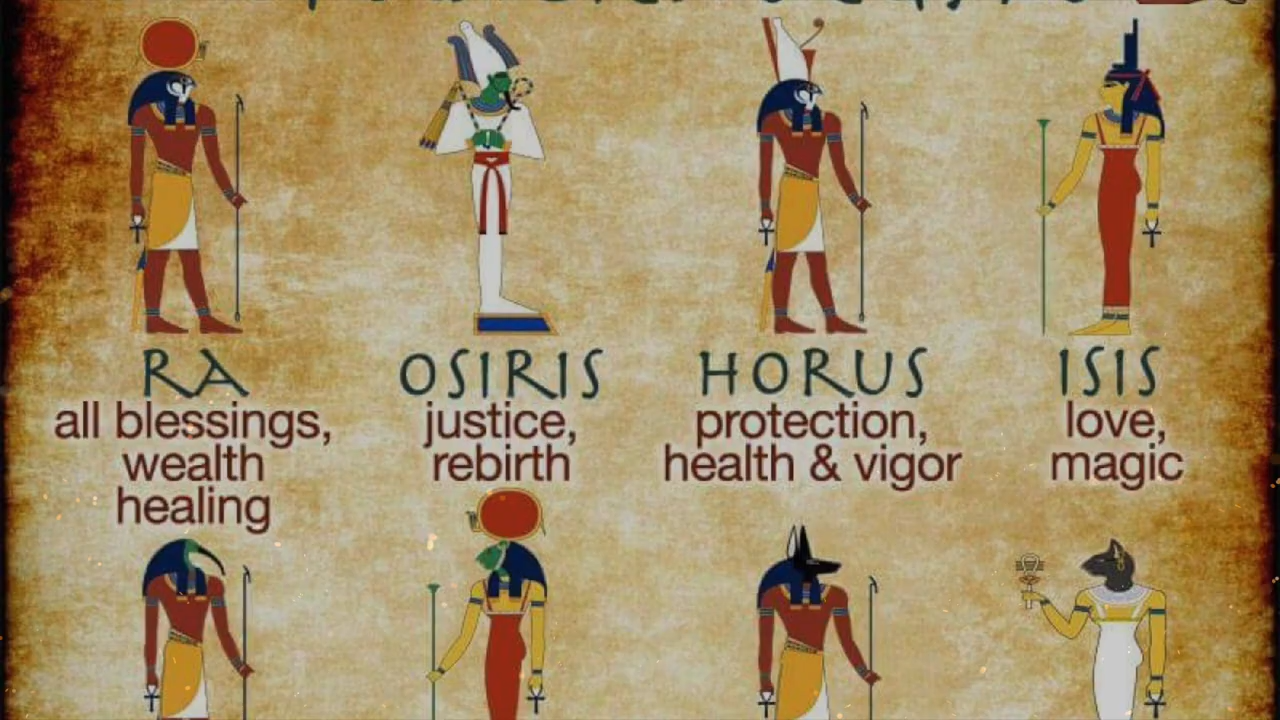 RA
all blessings,
wealth
healing
OSIRIS
justice,
rebirth
HORUS
protection,
health & vigor
ISIS
love,
magic